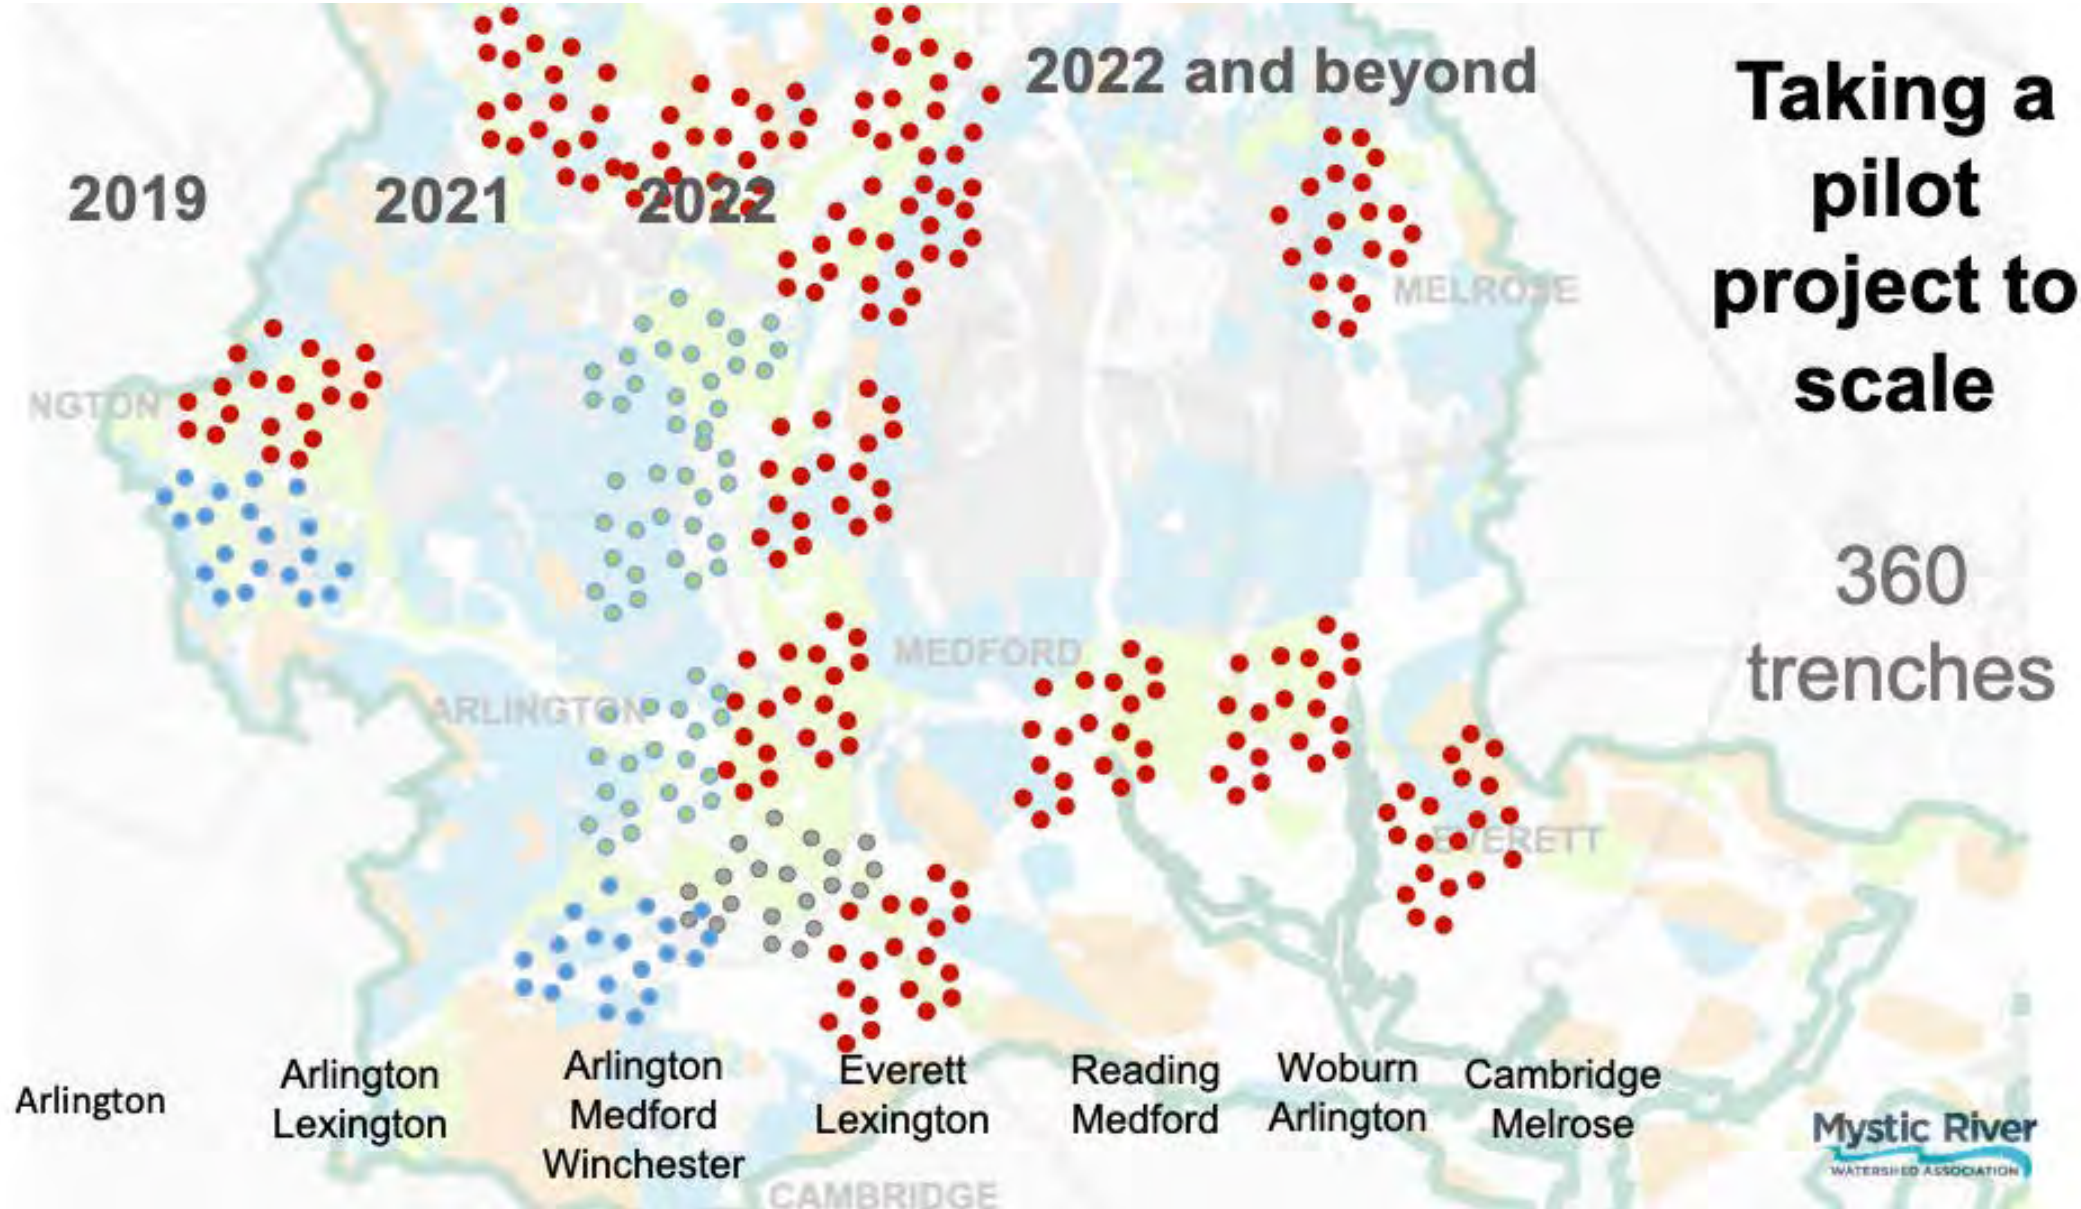 2022 and beyond
2019
2021
2022
Taking a
pilot
project to
scale
MELROSE
NGTON
360
trenches
MEDFORD
ARLINGTON
EVERETT
Arlington
Arlington
Lexington
Arlington
Medford
Winchester
Everett
Lexington
Reading
Medford
Woburn
Arlington
Cambridge
Melrose
Mystic River
WATERSHED ASSOCIATION
CAMBRIDGE